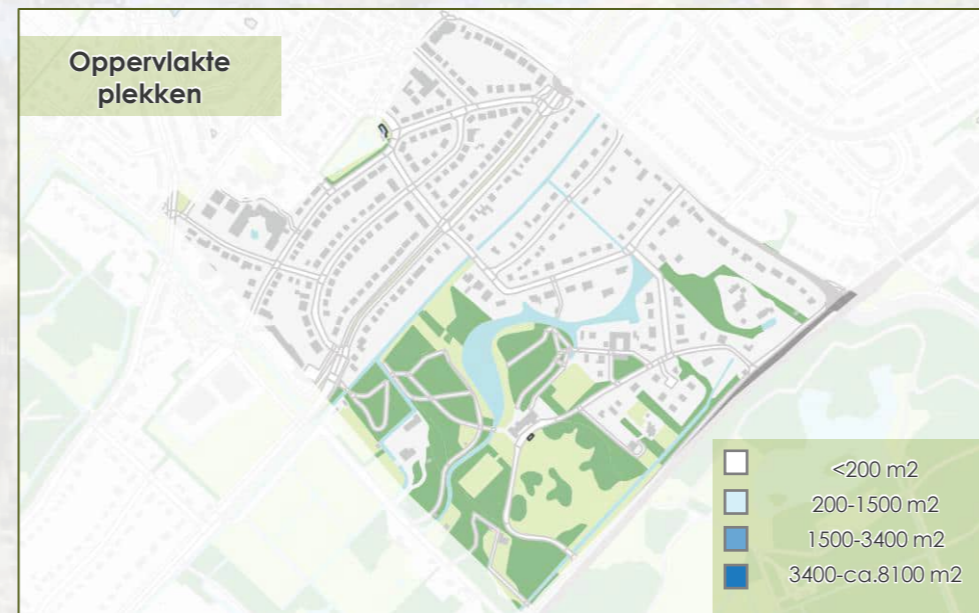 Oppervlakte
plekken
<200 m2
200-1500 m2
1500-3400 m2
3400-ca.8100 m2